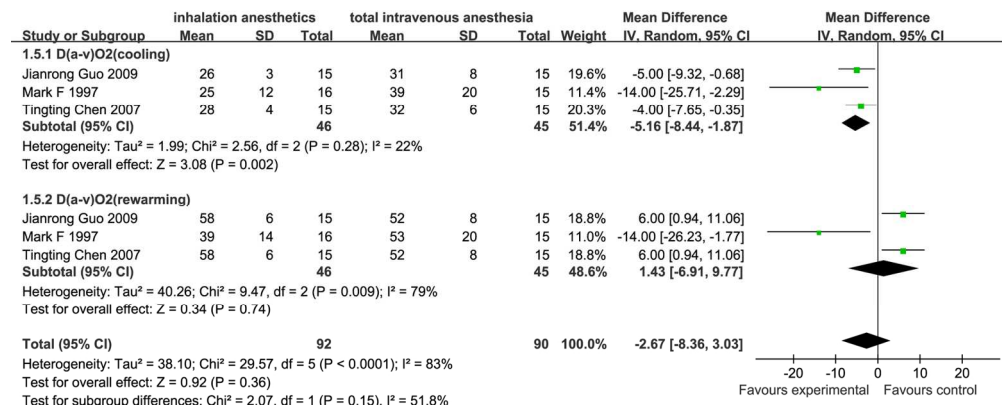 inhalation anesthetics total intravenous anesthesia Mean Difference Mean Difference
Study or Subgroup Mean SD Total Mean SD Total Weight IV, Random, 95% CI IV, Random, 95% CI
1.5.1 D(a-v)O2(cooling)
Jianrong Guo 2009 26 3 15 31 8 15 19.6% -5.00 [-9.32, -0.68]
Mark F 1997 25 12 16 39 20 15 11.4% -14.00 [-25.71, -2.29]
Tingting Chen 2007 28 4 15 32 6 15 20.3% -4.00 [-7.65, -0.35]
Subtotal (95% CI) 46 45 51.4% -5.16 [-8.44, -1.87]
Heterogeneity: Tau² = 1.99; Chi² = 2.56, df = 2 (P = 0.28); I² = 22%
Test for overall effect: Z = 3.08 (P = 0.002)
1.5.2 D(a-v)O2(rewarming)
Jianrong Guo 2009 58 6 15 52 8 15 18.8% 6.00 [0.94, 11.06]
Mark F 1997 39 14 16 53 20 15 11.0% -14.00 [-26.23, -1.77]
Tingting Chen 2007 58 6 15 52 8 15 18.8% 6.00 [0.94, 11.06]
Subtotal (95% CI) 46 45 48.6% 1.43 [-6.91, 9.77]
Heterogeneity: Tau² = 40.26; Chi² = 9.47, df = 2 (P = 0.009); I² = 79%
Test for overall effect: Z = 0.34 (P = 0.74)
Total (95% CI) 92 90 100.0% -2.67 [-8.36, 3.03]
Heterogeneity: Tau² = 38.10; Chi² = 29.57, df = 5 (P < 0.0001); I² = 83%
Test for overall effect: Z = 0.92 (P = 0.36)
Test for subgroup differences: Chi² = 2.07, df = 1 (P = 0.15), I² = 51.8%
-20 -10 0 10 20
Favours experimental Favours control